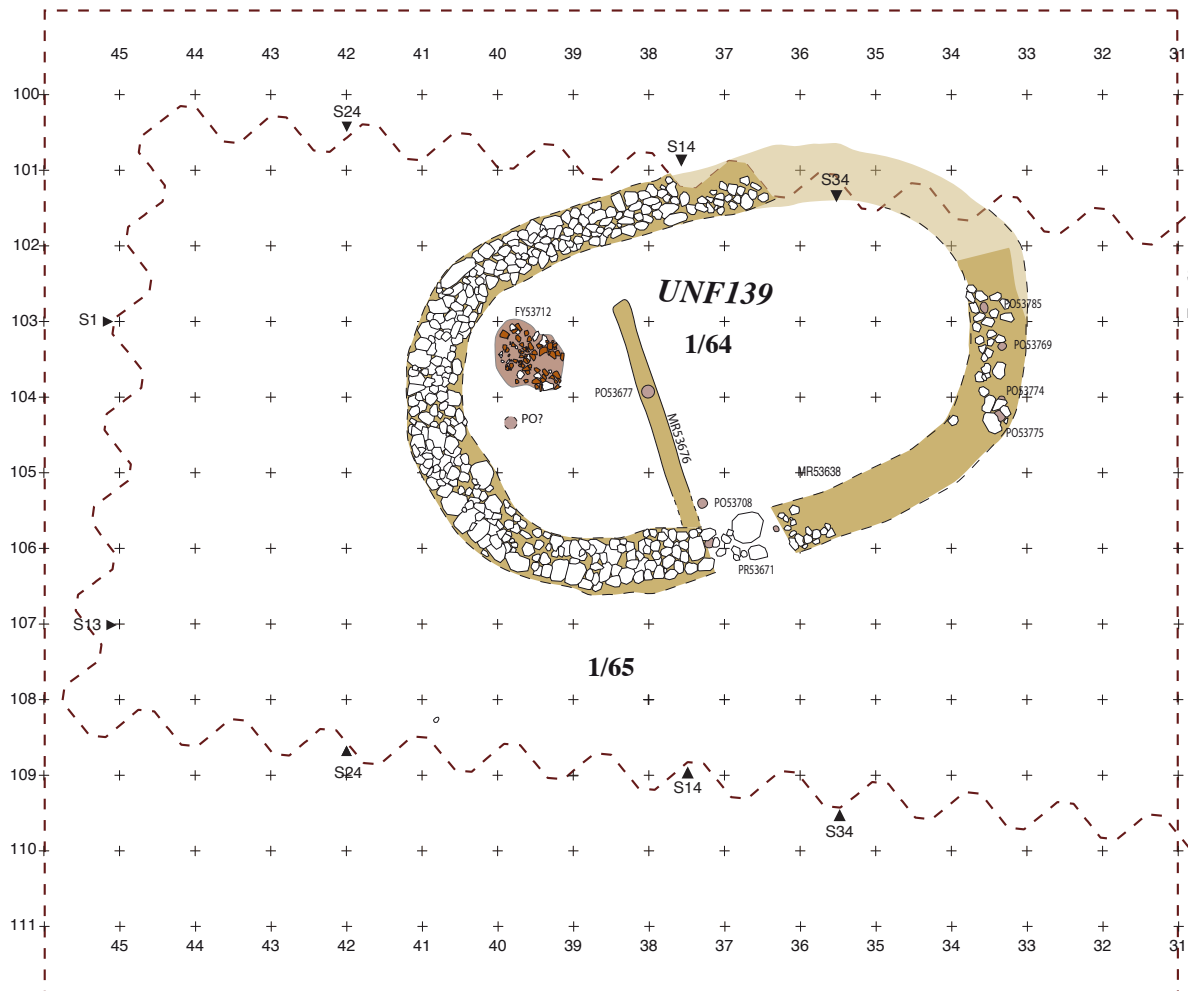 45 44 43 42 41 40 39 38 37 36 35 34 33 32 31
100
S24
S14
101
S34
102
UNF139
PO53785
FY53712
103
S1
1/64
PO53769
PO53677
PO53774
104
PO?
MR53676
PO53775
105
MR53638
PO53708
106
PR53671
107
S13
1/65
108
109
S24
S14
S34
110
111
45 44 43 42 41 40 39 38 37 36 35 34 33 32 31